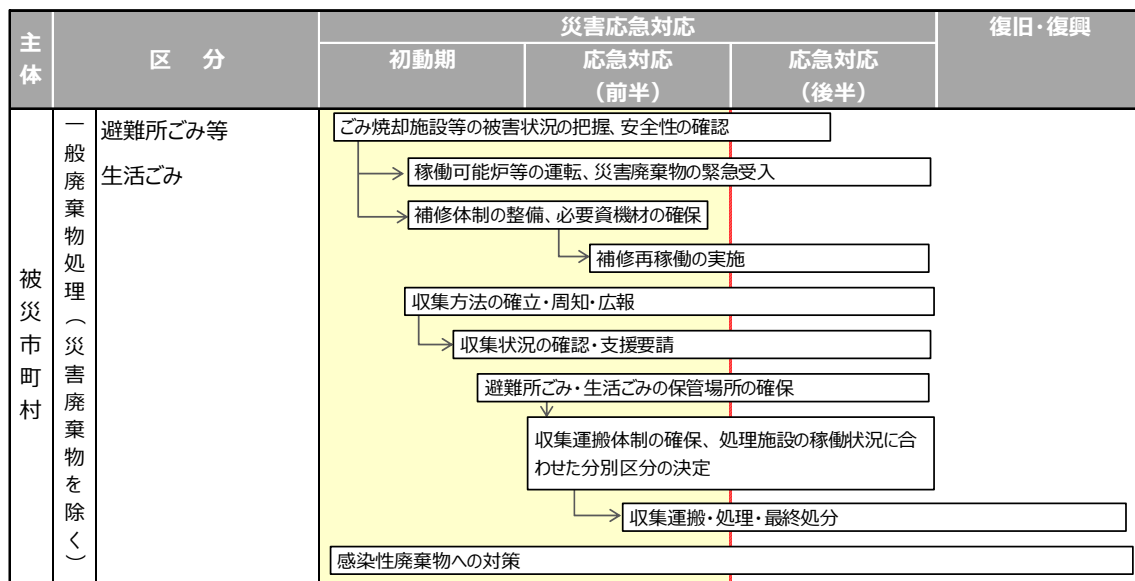 主体
区 分
災害応急対応
復旧・復興
初動期
応急対応
（前半）
応急対応
（後半）
被災市町村
一般廃棄物処理（災害廃棄物を除く）
避難所ごみ等
生活ごみ
ごみ焼却施設等の被害状況の把握、安全性の確認
稼働可能炉等の運転、災害廃棄物の緊急受入
補修体制の整備、必要資機材の確保
補修再稼働の実施
収集方法の確立・周知・広報
収集状況の確認・支援要請
避難所ごみ・生活ごみの保管場所の確保
収集運搬体制の確保、処理施設の稼働状況に合
わせた分別区分の決定
収集運搬・処理・最終処分
感染性廃棄物への対策